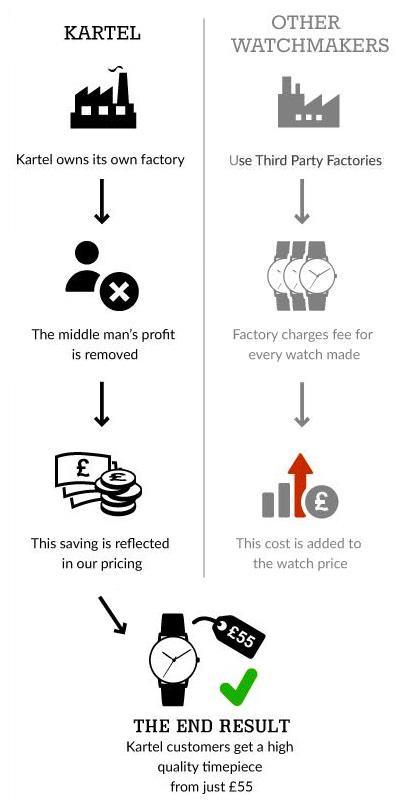 KARTEL
Kartel owns its own factory
The middle man's profit
is removed
£
£
This saving is reflected
in our pricing
OTHER
WATCHMAKERS
Use Third Party Factories
Factory charges fee for
every watch made
£
This cost is added to
the watch price
£55
THE END RESULT
Kartel customers get a high
quality timepiece
from just £55